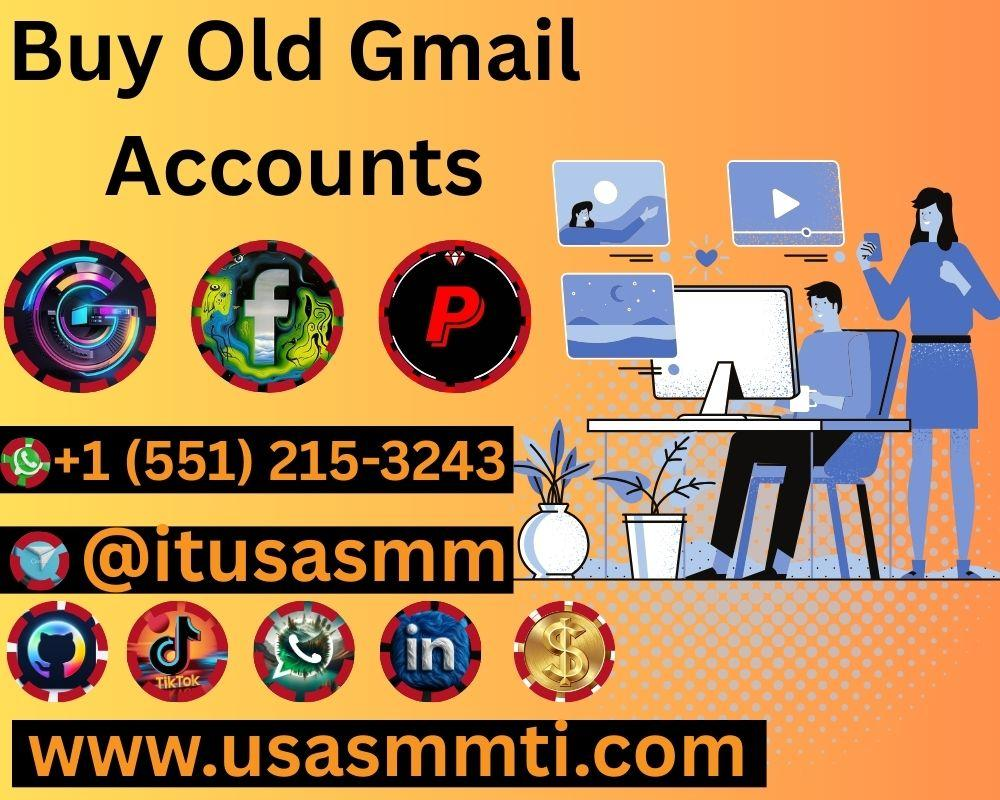 Buy Old Gmail
Accounts
G f P
+1 (551) 215-3243
@itusasmm
TikTok
in
$
www.usasmmti.com